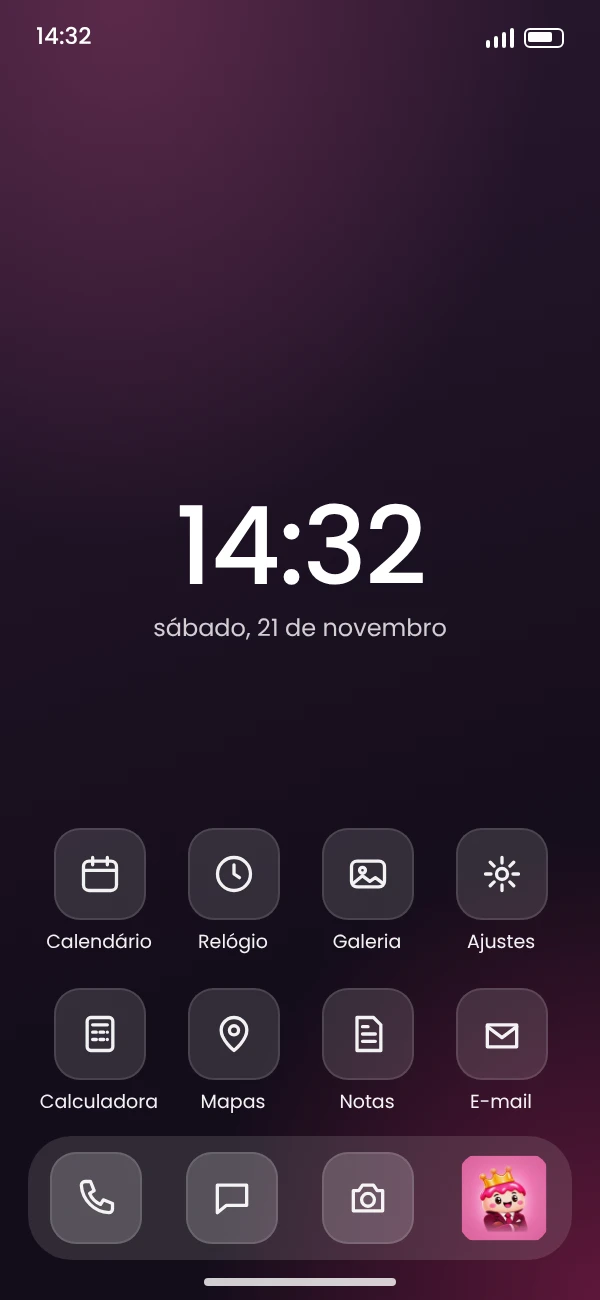 14:32
14:32
sábado, 21 de novembro
Calendário Relógio Galeria Ajustes
Calculadora Mapas Notas E-mail